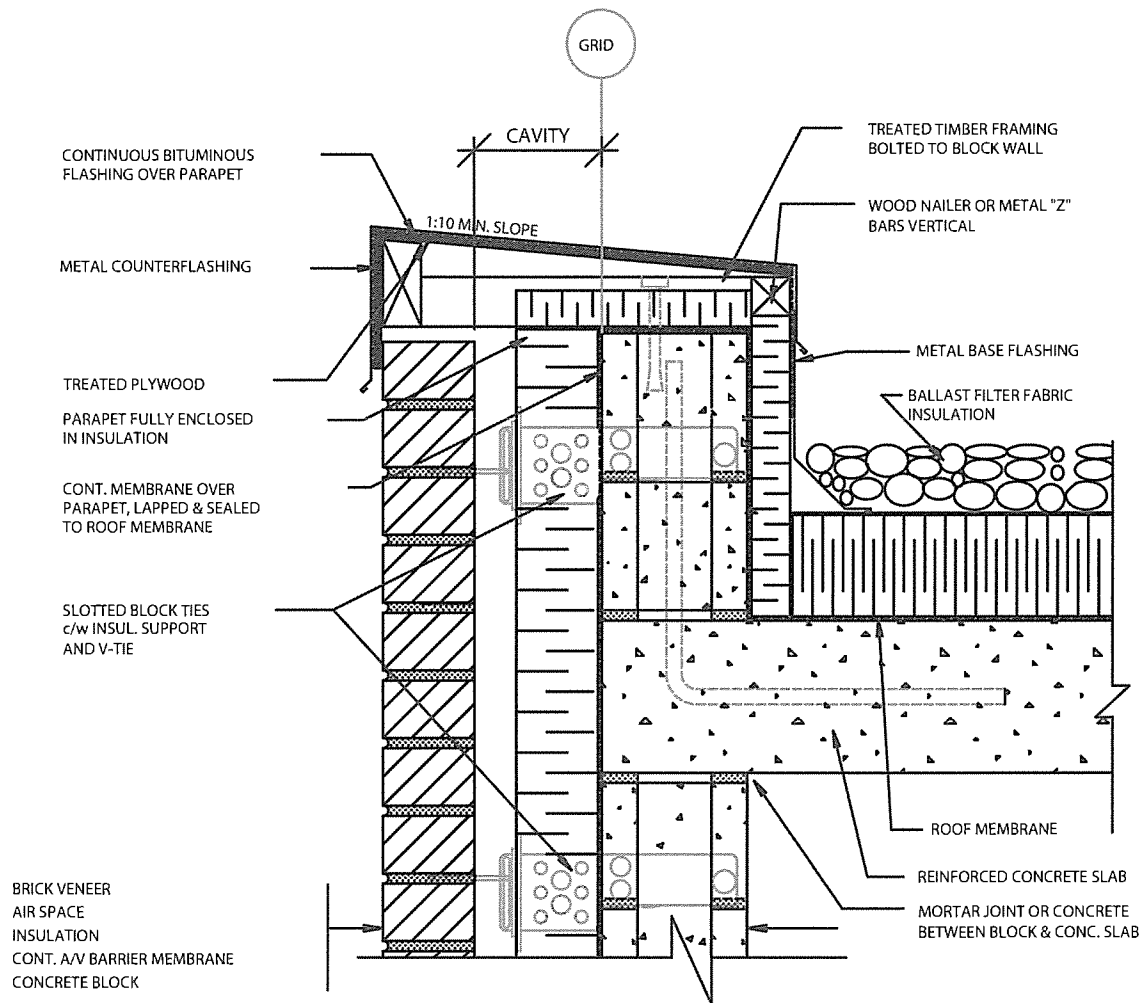 GRID
CAVITY
1:10 MIN. SLOPE
CONTINUOUS BITUMINOUS
FLASHING OVER PARAPET
METAL COUNTERFLASHING
TREATED PLYWOOD
PARAPET FULLY ENCLOSED
IN INSULATION
CONT. MEMBRANE OVER
PARAPET, LAPPED & SEALED
TO ROOF MEMBRANE
SLOTTED BLOCK TIES
c/w INSUL. SUPPORT
AND V-TIE
BRICK VENEER
AIR SPACE
INSULATION
CONT. A/V BARRIER MEMBRANE
CONCRETE BLOCK
TREATED TIMBER FRAMING
BOLTED TO BLOCK WALL
WOOD NAILER OR METAL "Z"
BARS VERTICAL
METAL BASE FLASHING
BALLAST FILTER FABRIC
INSULATION
ROOF MEMBRANE
REINFORCED CONCRETE SLAB
MORTAR JOINT OR CONCRETE
BETWEEN BLOCK & CONC. SLAB